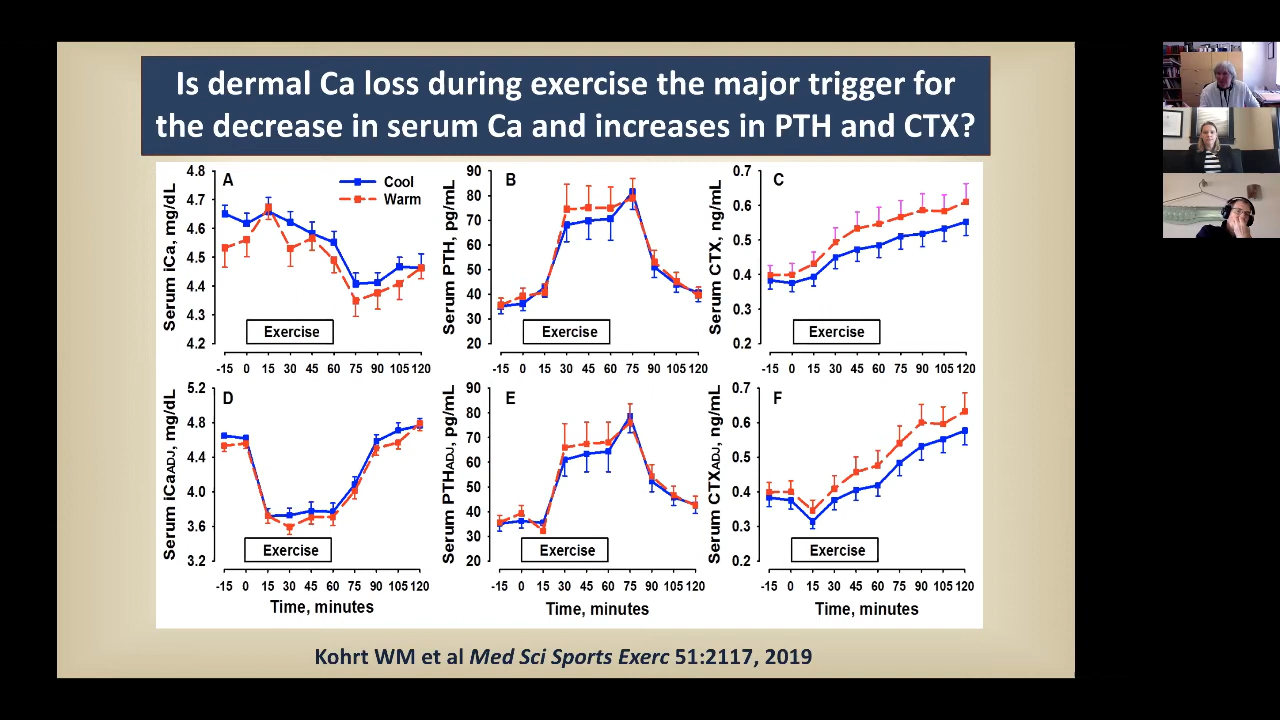 Is dermal Ca loss during exercise the major trigger for
the decrease in serum Ca and increases in PTH and CTX?
A
Cool
Warm
Serum iCa, mg/dL
4.8
4.7
4.6
4.5
4.4
4.3
4.2
Exercise
-15 0 15 30 45 60 75 90 105 120
B
Serum PTH, pg/mL
90
80
70
60
50
40
30
20
Exercise
-15 0 15 30 45 60 75 90 105 120
C
Serum CTX, ng/mL
0.7
0.6
0.5
0.4
0.3
0.2
Exercise
-15 0 15 30 45 60 75 90 105 120
D
Serum iCaADJ, mg/dL
5.2
4.8
4.4
4.0
3.6
3.2
Exercise
-15 0 15 30 45 60 75 90 105 120
Time, minutes
E
Serum PTHADJ, pg/mL
90
80
70
60
50
40
30
20
Exercise
-15 0 15 30 45 60 75 90 105 120
Time, minutes
F
Serum CTXADJ, ng/mL
0.7
0.6
0.5
0.4
0.3
0.2
Exercise
-15 0 15 30 45 60 75 90 105 120
Time, minutes
Kohrt WM et al Med Sci Sports Exerc 51:2117, 2019